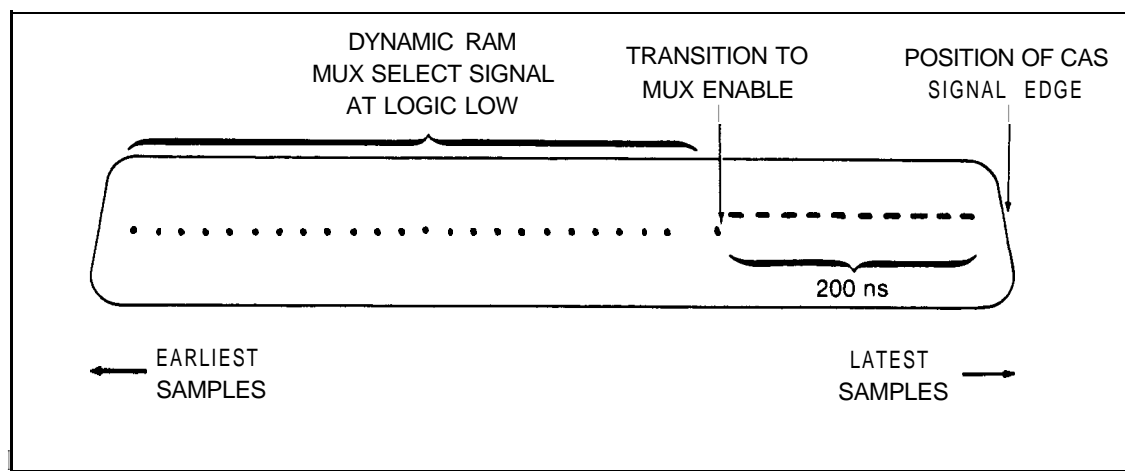 DYNAMIC RAM
MUX SELECT SIGNAL
AT LOGIC LOW
TRANSITION TO
MUX ENABLE
POSITION OF CAS
SIGNAL EDGE
200 ns
EARLIEST
SAMPLES
LATEST
SAMPLES